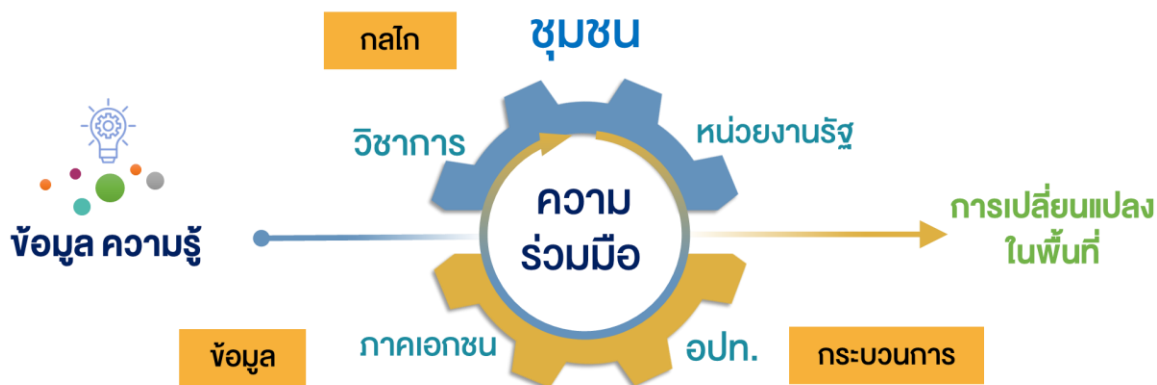 กลไก
ชุมชน
วิชาการ
หน่วยงานรัฐ
ข้อมูล ความรู้
ความ
ร่วมมือ
การเปลี่ยนแปลง
ในพื้นที่
ภาคเอกชน
อปท.
ข้อมูล
กระบวนการ